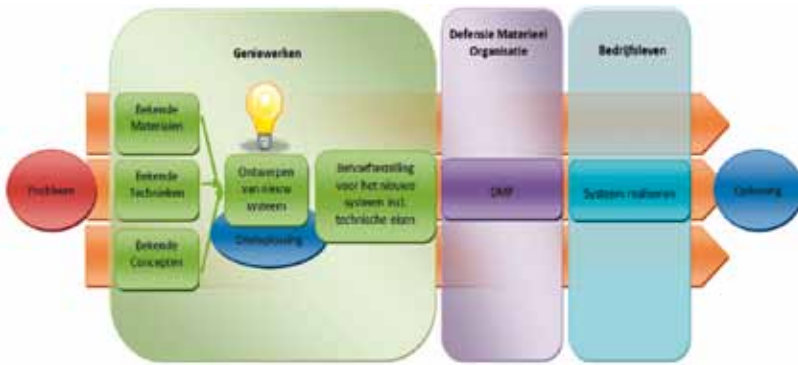 Geniewerken
Defensie Materieel
Organisatie
Bedrijfsleven
Bekende
Materialen
Probleem
Bekende
Technieken
Ontwerpen
van nieuw
systeem
Behoeftestelling
voor het nieuwe
systeem incl.
technische eisen
DMP
Systeem realiseren
Oplossing
Bekende
Concepten